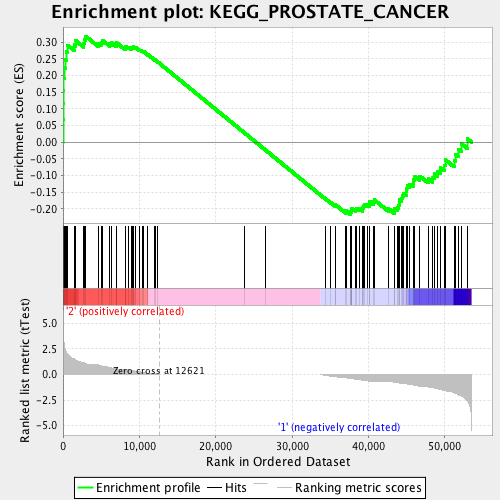 Enrichment plot: KEGG_PROSTATE_CANCER
Enrichment score (ES)
0.30
0.25
0.20
0.15
0.10
0.05
0.00
-0.05
-0.10
-0.15
-0.20
'2' (positively correlated)
Ranked list metric (tTest)
5.0
2.5
0.0
-2.5
-5.0
Zero cross at 12621
'1' (negatively correlated)
0
10,000
20,000
30,000
40,000
50,000
Rank in Ordered Dataset
Enrichment profile
Hits
Ranking metric scores